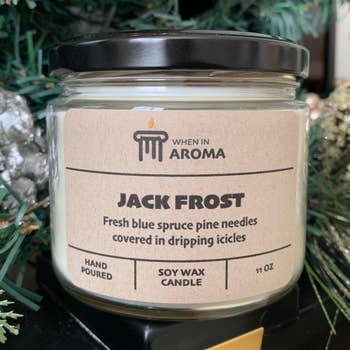 WHEN IN
AROMA
JACK FROST
Fresh blue spruce pine needles
covered in dripping icicles
HAND
POURED
SOY WAX
CANDLE
11 OZ